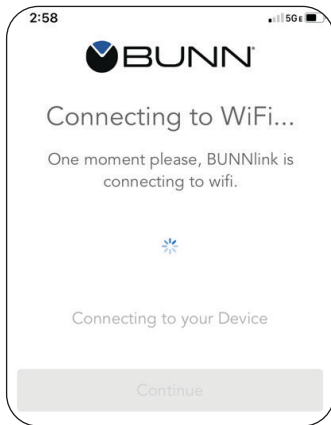 2:58
5GE
BUNN®
Connecting to WiFi...
One moment please, BUNNlink is
connecting to wifi.
Connecting to your Device
Continue